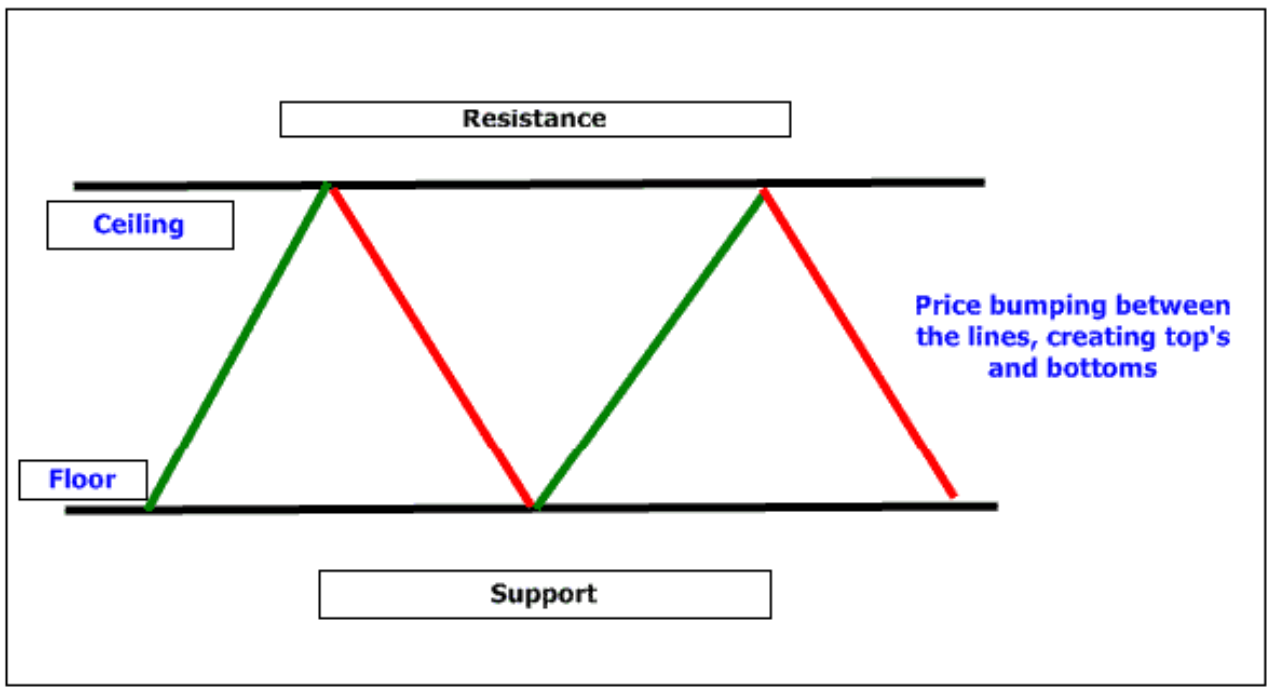 Resistance
Ceiling
Price bumping between
the lines, creating top's
and bottoms
Floor
Support